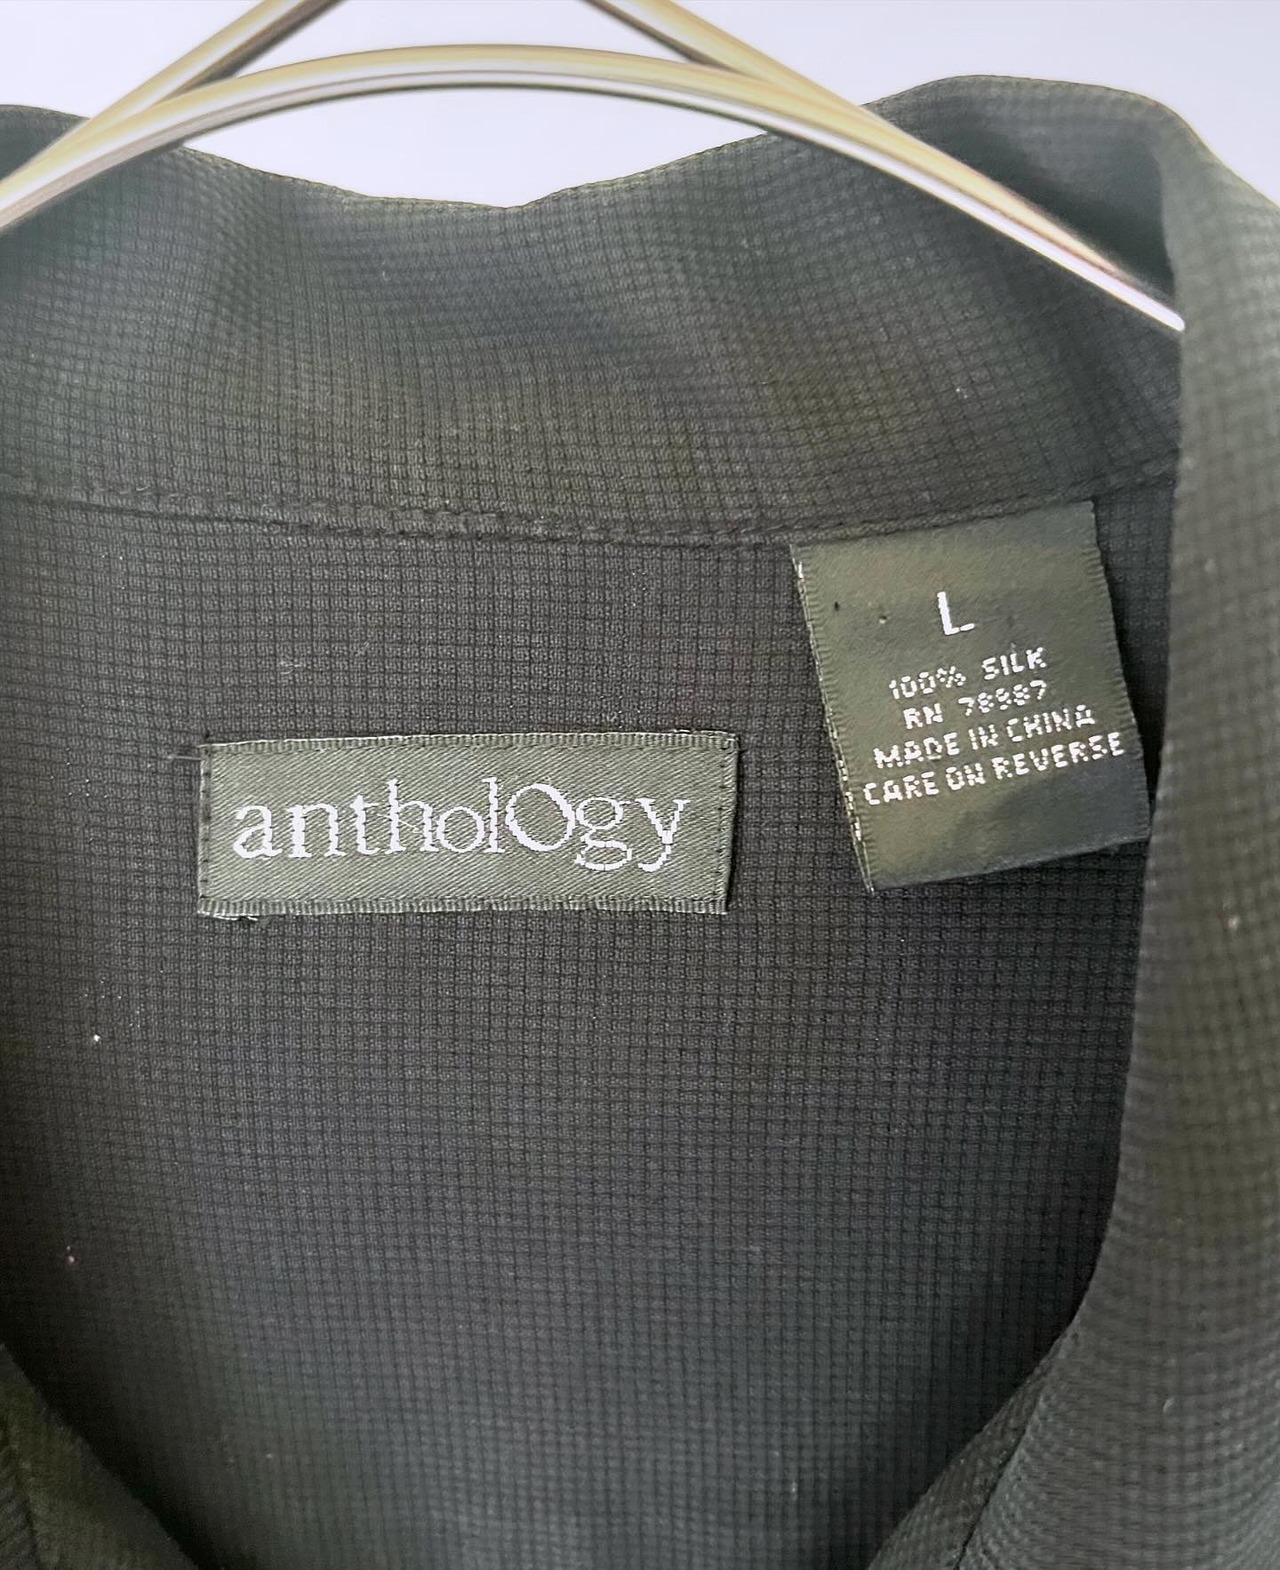 anthology
L
100% SILK
RN 78987
MADE IN CHINA
CARE ON REVERSE